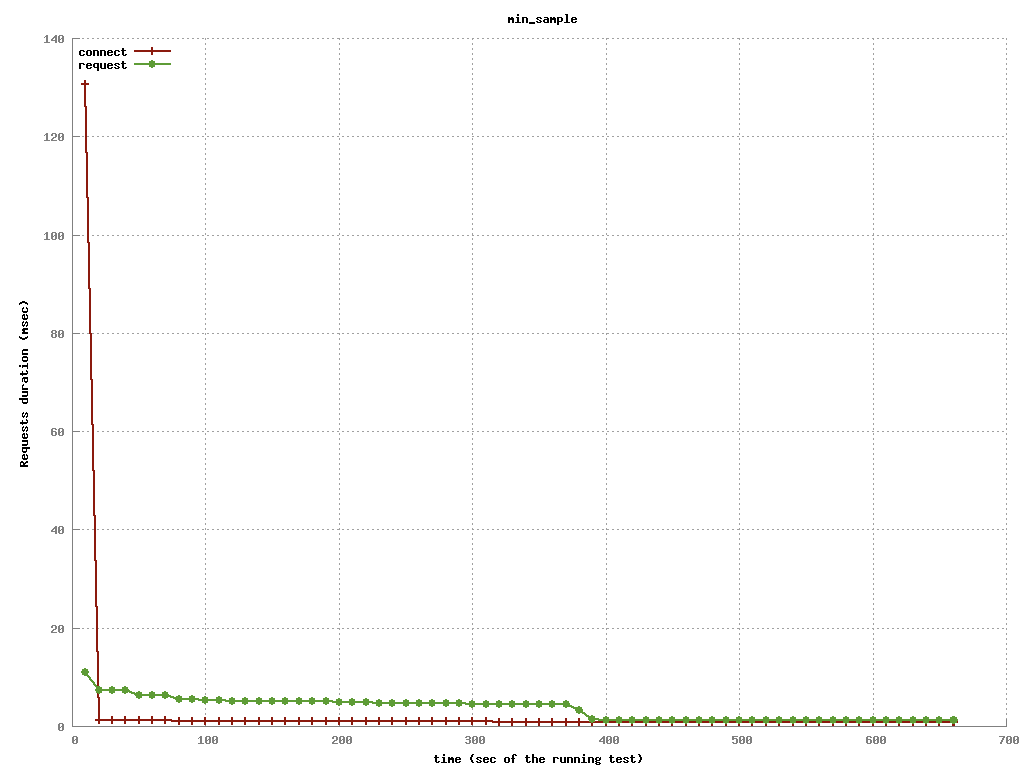 min_sample
connect
request
140
120
100
80
60
40
20
0
Requests duration (msec)
0 100 200 300 400 500 600 700
time (sec of the running test)